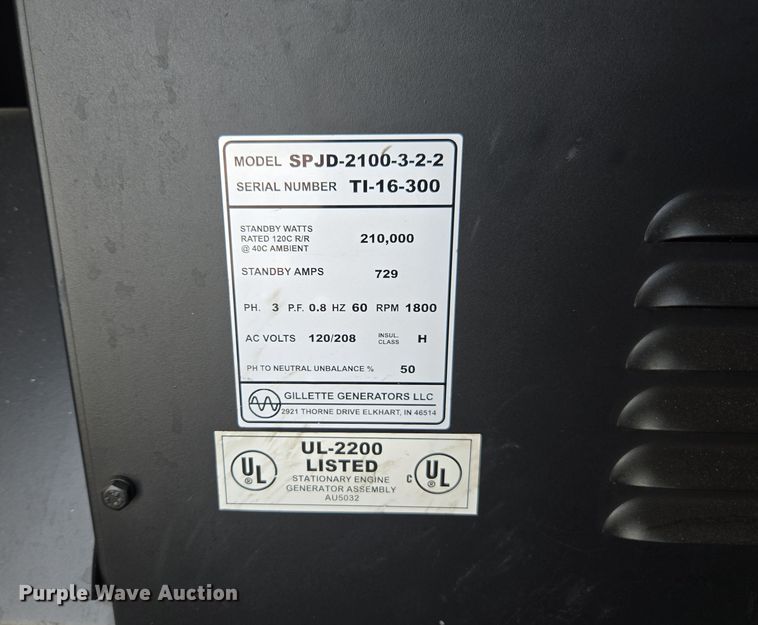 MODEL SPJD-2100-3-2-2
SERIAL NUMBER TI-16-300
STANDBY WATTS
RATED 120C R/R 210,000
@ 40C AMBIENT
STANDBY AMPS 729
PH. 3 P.F. 0.8 HZ 60 RPM 1800
AC VOLTS 120/208 INSUL. CLASS H
PH TO NEUTRAL UNBALANCE % 50
GILLETTE GENERATORS LLC
2921 THORNE DRIVE ELKHART, IN 46514
UL-2200
LISTED
UL ® STATIONARY ENGINE C UL ®
GENERATOR ASSEMBLY
AU5032
Purple Wave Auction